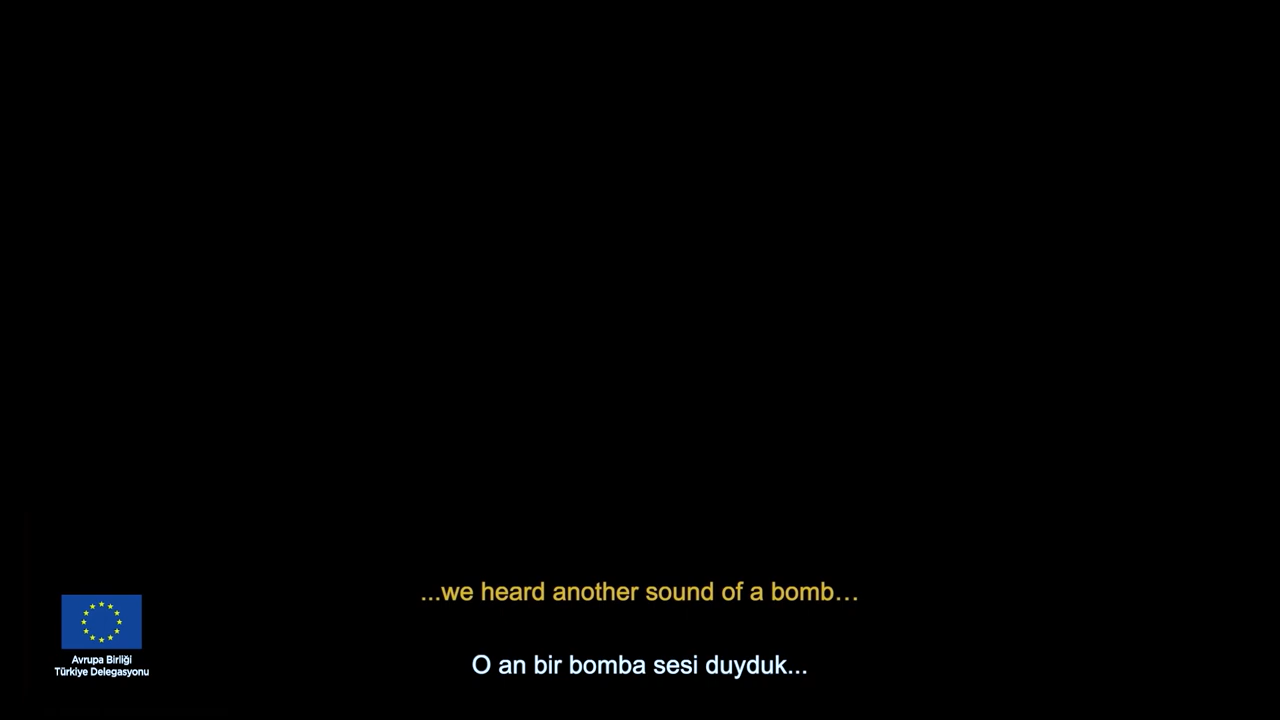 ...we heard another sound of a bomb…
O an bir bomba sesi duyduk...
Avrupa Birliği
Türkiye Delegasyonu